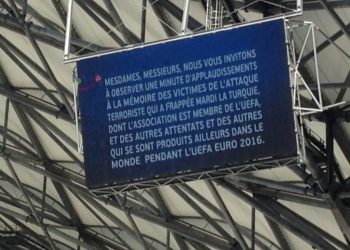 MESDAMES, MESSIEURS, NOUS VOUS INVITONS
À OBSERVER UNE MINUTE D'APPLAUDISSEMENTS
À LA MÉMOIRE DES VICTIMES DE L'ATTAQUE
TERRORISTE QUI A FRAPPÉE MARDI LA TURQUIE,
DONT L'ASSOCIATION EST MEMBRE DE L'UEFA,
ET DES AUTRES ATTENTATS ET DES AUTRES
QUI SE SONT PRODUITS AILLEURS DANS LE
MONDE PENDANT L'UEFA EURO 2016.